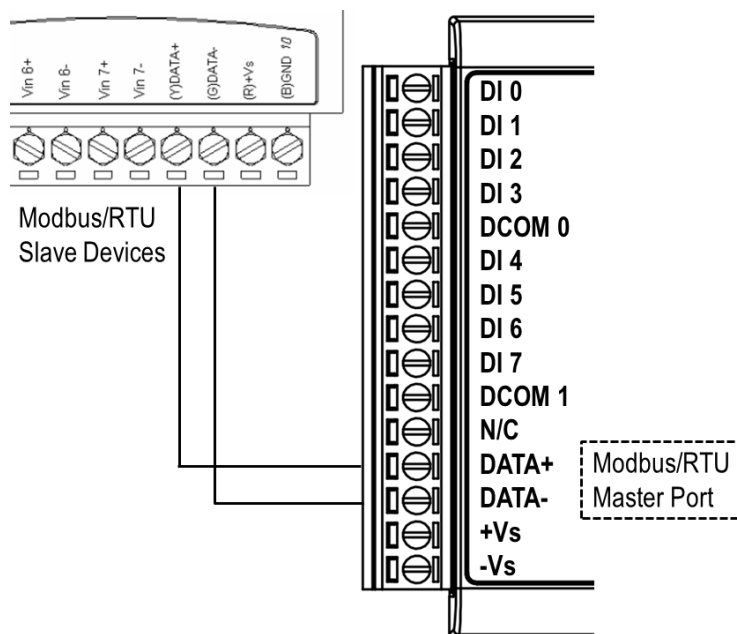 Vin 6+
Vin 6-
Vin 7+
Vin 7-
(Y)DATA+
(G)DATA-
(R)+Vs
(B)GND 10
Modbus/RTU
Slave Devices
DI 0
DI 1
DI 2
DI 3
DCOM 0
DI 4
DI 5
DI 6
DI 7
DCOM 1
N/C
DATA+
DATA-
+Vs
-Vs
Modbus/RTU
Master Port